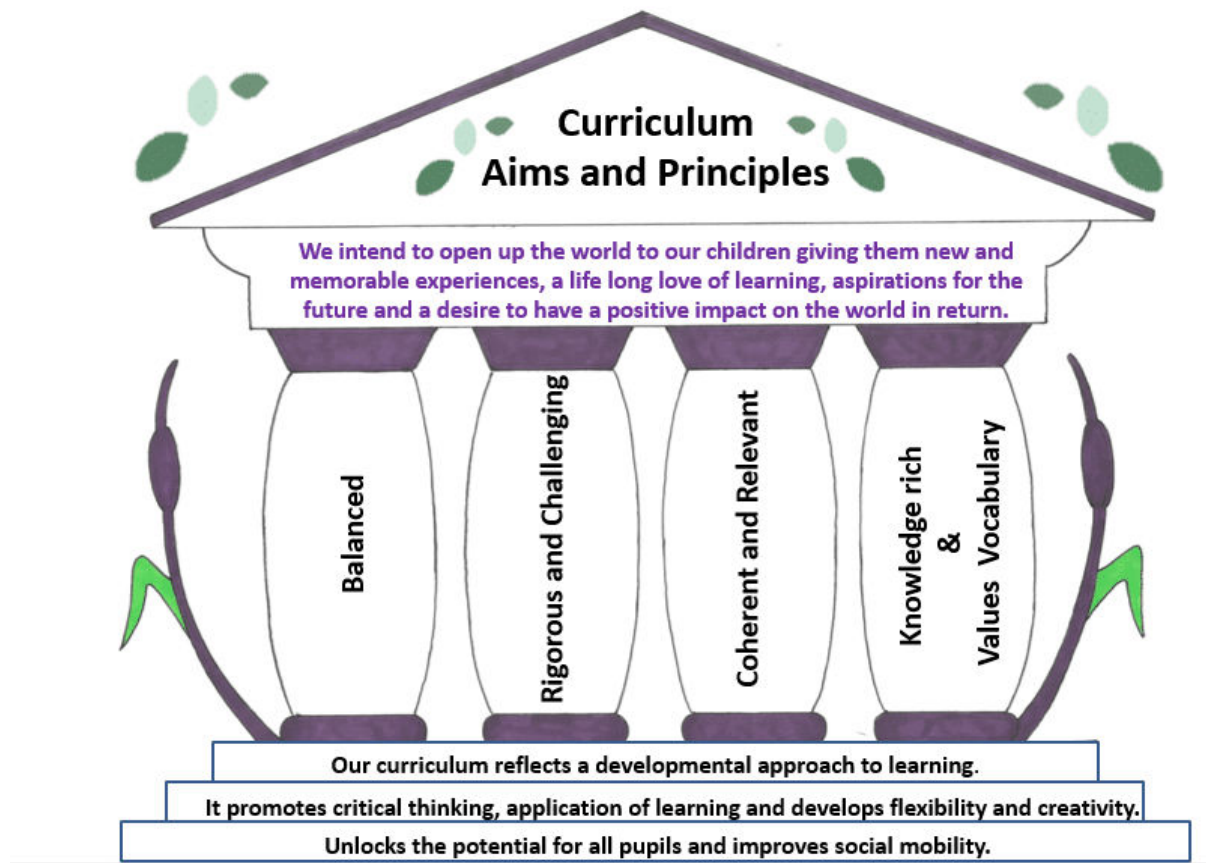 Curriculum
Aims and Principles
We intend to open up the world to our children giving them new and
memorable experiences, a life long love of learning, aspirations for the
future and a desire to have a positive impact on the world in return.
Balanced
Rigorous and Challenging
Coherent and Relevant
Knowledge rich
&
Values Vocabulary
Our curriculum reflects a developmental approach to learning.
It promotes critical thinking, application of learning and develops flexibility and creativity.
Unlocks the potential for all pupils and improves social mobility.